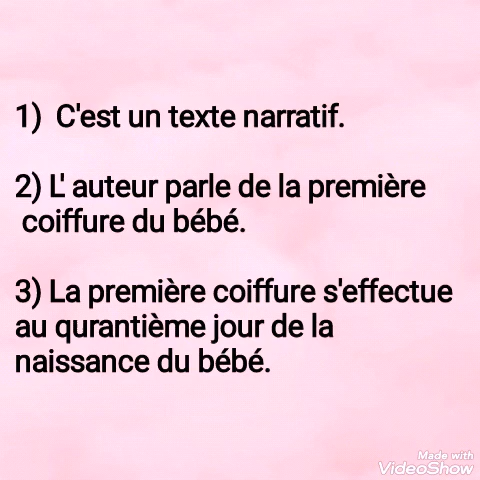 1) C'est un texte narratif.
2) L' auteur parle de la première
coiffure du bébé.
3) La première coiffure s'effectue
au qurantième jour de la
naissance du bébé.
Made with
VideoShow